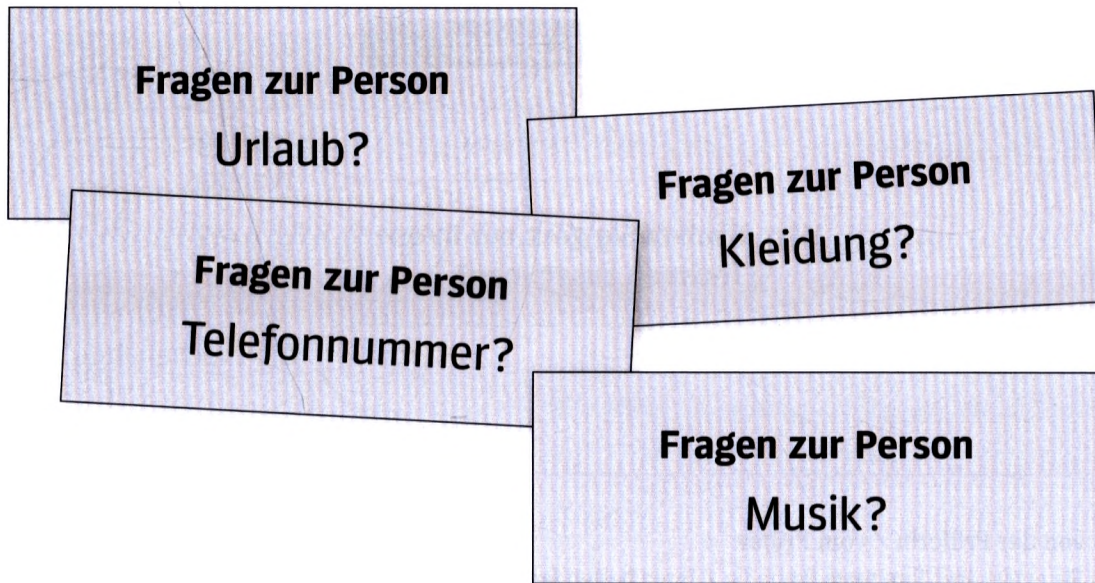 Fragen zur Person
Urlaub?
Fragen zur Person
Kleidung?
Fragen zur Person
Telefonnummer?
Fragen zur Person
Musik?